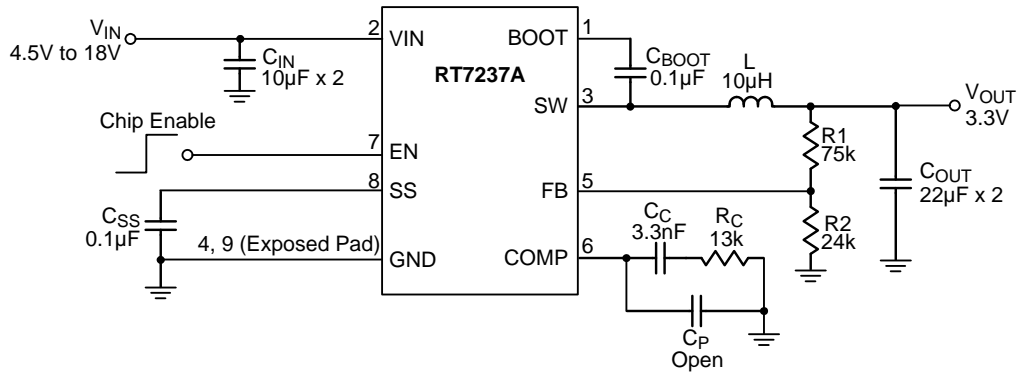 VIN
4.5V to 18V
CIN
10µF x 2
2
VIN
RT7237A
BOOT
1
CBOOT
0.1µF
L
10µH
SW
3
VOUT
3.3V
Chip Enable
7
EN
R1
75k
COUT
22µF x 2
8
SS
FB
5
CSS
0.1µF
R2
24k
4, 9 (Exposed Pad)
GND
COMP
6
CC
3.3nF
RC
13k
CP
Open